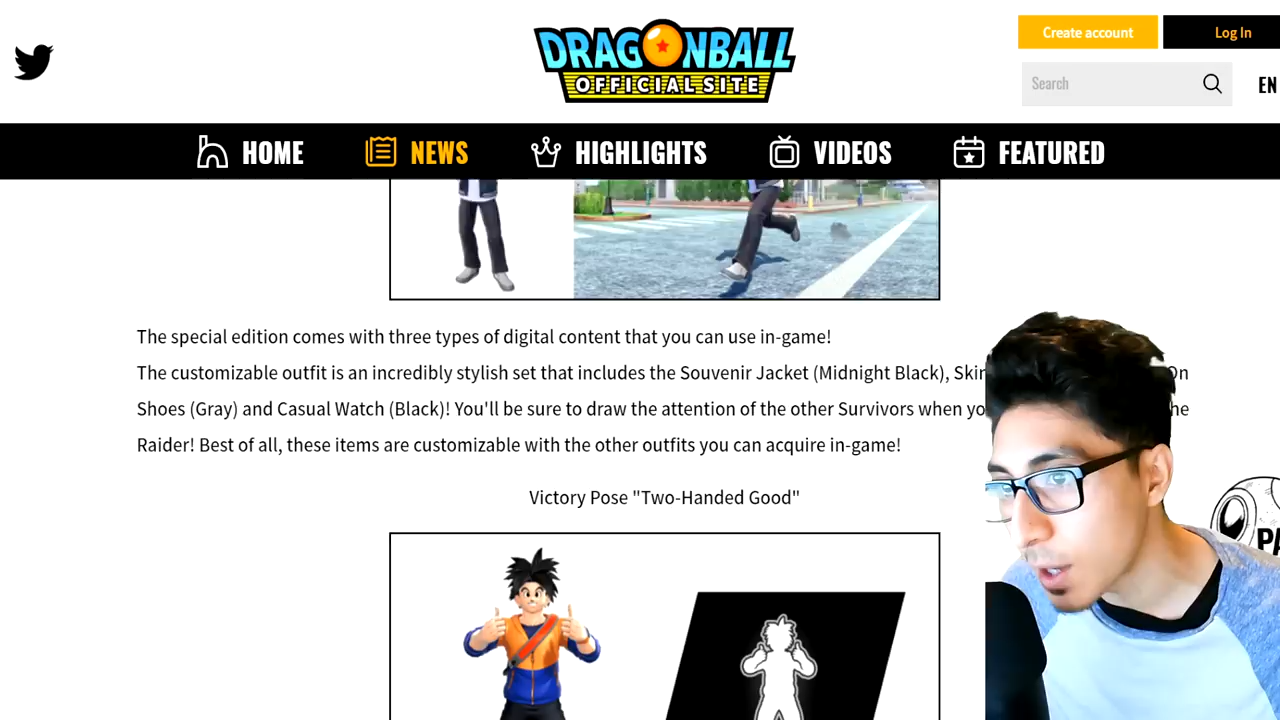 Create account
Log In
DRAGONBALL
OFFICIAL SITE
Search
EN
HOME
NEWS
HIGHLIGHTS
VIDEOS
FEATURED
The special edition comes with three types of digital content that you can use in-game!
The customizable outfit is an incredibly stylish set that includes the Souvenir Jacket (Midnight Black), On
Shoes (Gray) and Casual Watch (Black)! You'll be sure to draw the attention of the other Survivors when
Raider! Best of all, these items are customizable with the other outfits you can acquire in-game!
Victory Pose "Two-Handed Good"